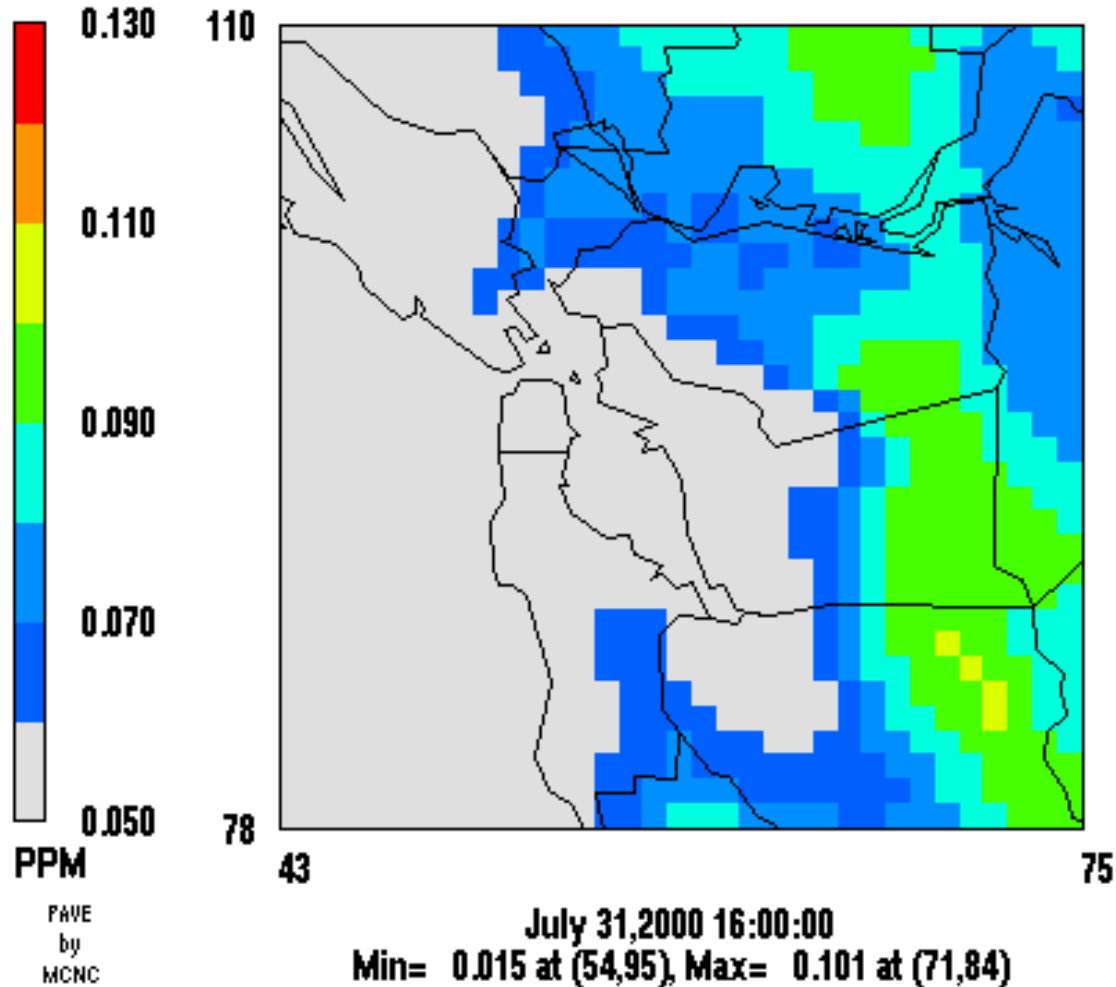 0.130
0.110
0.090
0.070
0.050
PPM
PAVE
by
MCNC
110
78
43
75
July 31,2000 16:00:00
Min= 0.015 at (54,95), Max= 0.101 at (71,84)